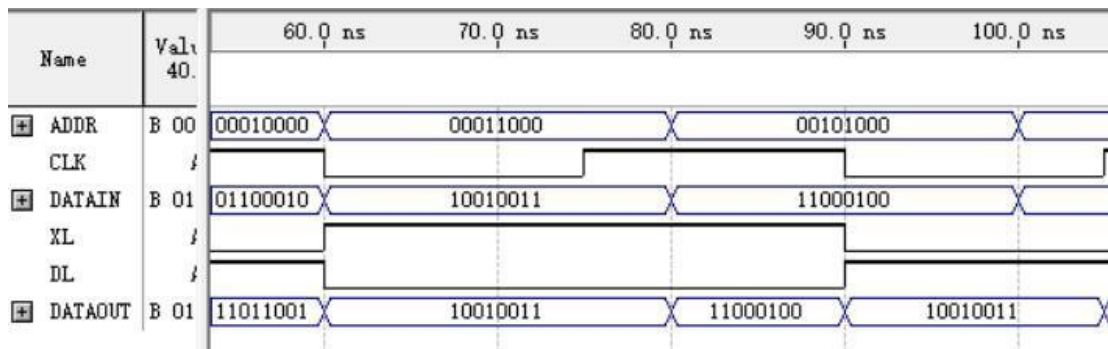 60.0 ns 70.0 ns 80.0 ns 90.0 ns 100.0 ns
Name Valu
40.
ADDR B 00 00010000 00011000 00101000
CLK A
DATAIN B 01 01100010 10010011 11000100
XL A
DL A
DATAOUT B 01 11011001 10010011 11000100 10010011